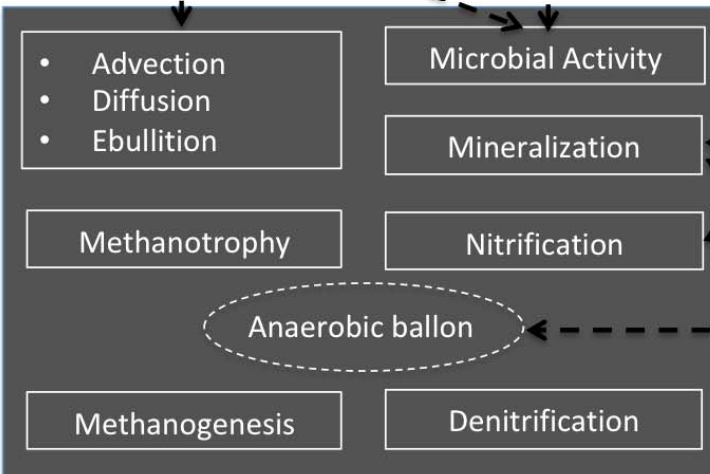 • Advection
• Diffusion
• Ebullition
Microbial Activity
Mineralization
Methanotrophy
Nitrification
Anaerobic ballon
Methanogenesis
Denitrification